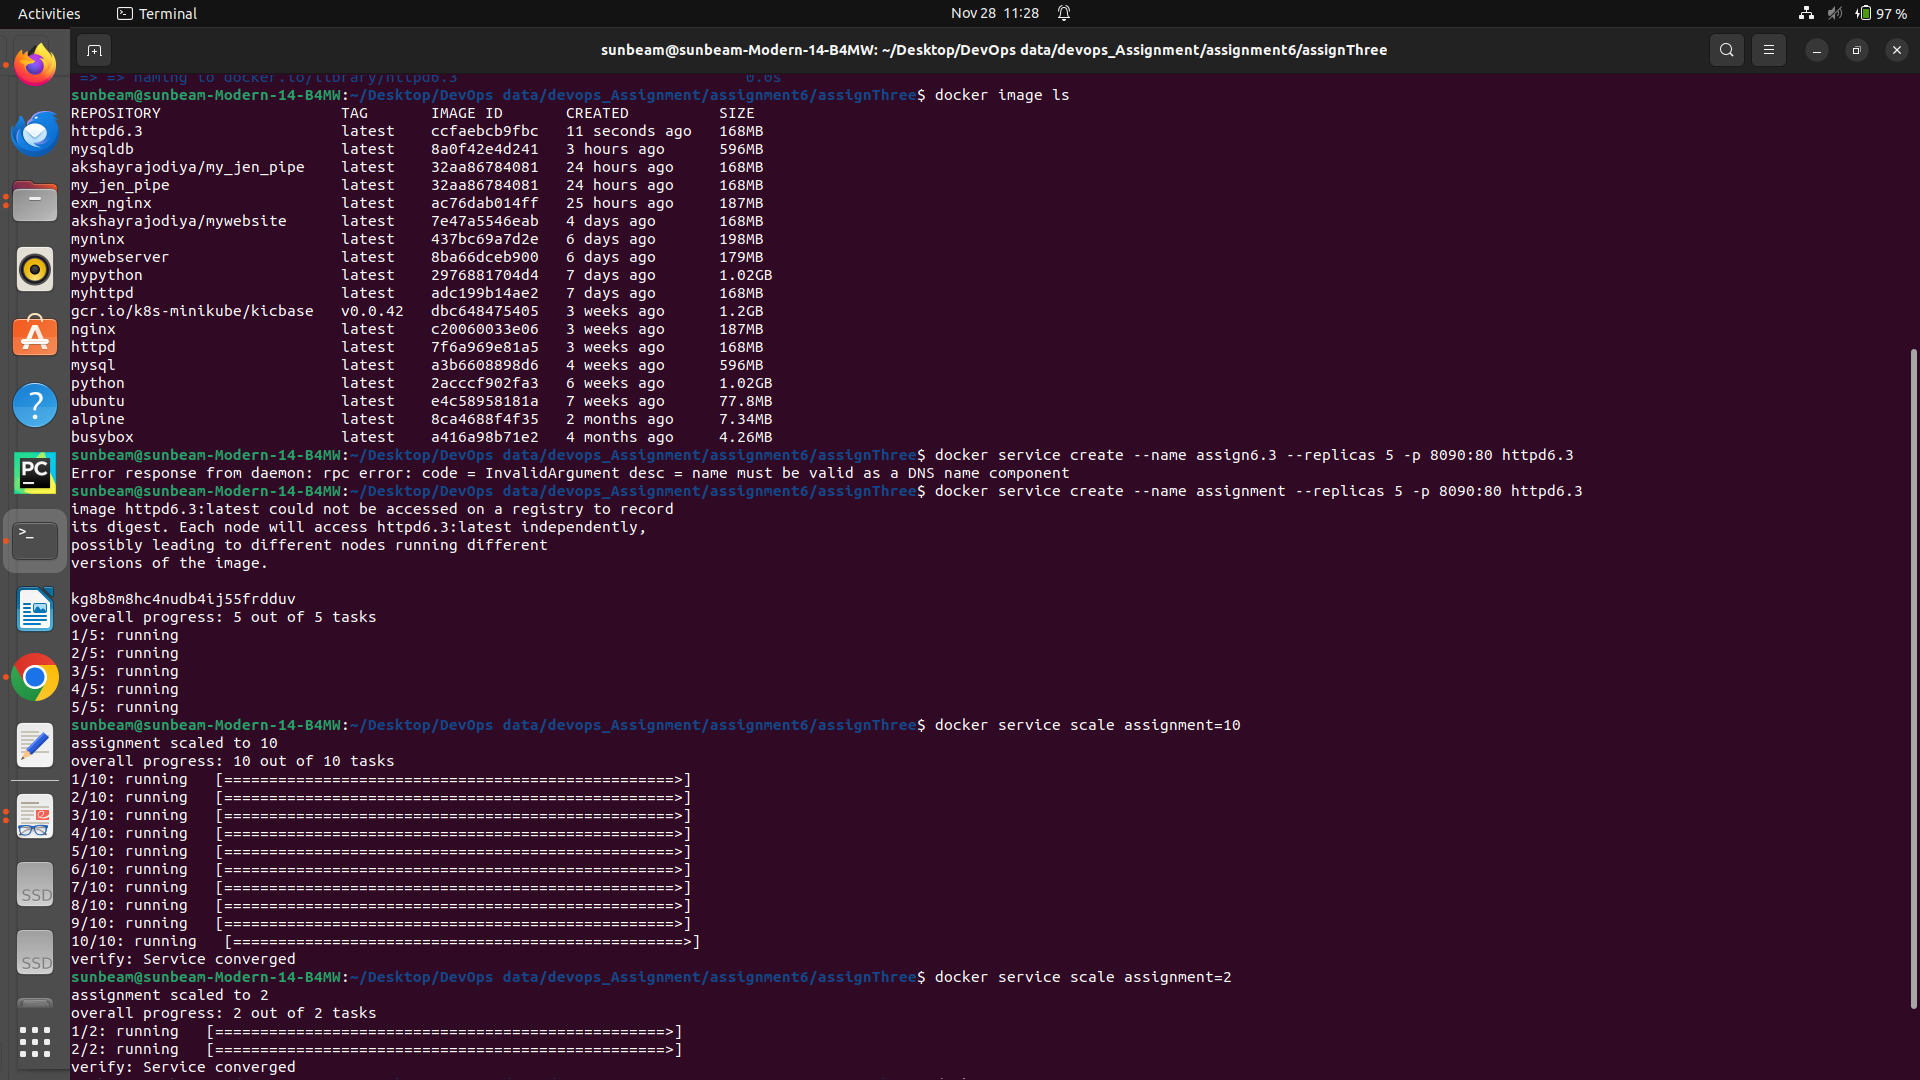 Activities Terminal Nov 28 11:28 97 %
sunbeam@sunbeam-Modern-14-B4MW: ~/Desktop/DevOps data/devops_Assignment/assignment6/assignThree
=> => naming to docker.io/library/httpd6.3 0.0s
sunbeam@sunbeam-Modern-14-B4MW:~/Desktop/DevOps data/devops_Assignment/assignment6/assignThree$ docker image ls
REPOSITORY TAG IMAGE ID CREATED SIZE
httpd6.3 latest ccfaebcb9fbc 11 seconds ago 168MB
mysqldb latest 8a0f42e4d241 3 hours ago 596MB
akshayrajodiya/my_jen_pipe latest 32aa86784081 24 hours ago 168MB
my_jen_pipe latest 32aa86784081 24 hours ago 168MB
exm_nginx latest ac76dab014ff 25 hours ago 187MB
akshayrajodiya/mywebsite latest 7e47a5546eab 4 days ago 168MB
myninx latest 437bc69a7d2e 6 days ago 198MB
mywebserver latest 8ba66dceb900 6 days ago 179MB
mypython latest 2976881704d4 7 days ago 1.02GB
myhttpd latest adc199b14ae2 7 days ago 168MB
gcr.io/k8s-minikube/kicbase v0.0.42 dbc648475405 3 weeks ago 1.2GB
nginx latest c20060033e06 3 weeks ago 187MB
httpd latest 7f6a969e81a5 3 weeks ago 168MB
mysql latest a3b6608898d6 4 weeks ago 596MB
python latest 2acccf902fa3 6 weeks ago 1.02GB
ubuntu latest e4c58958181a 7 weeks ago 77.8MB
alpine latest 8ca4688f4f35 2 months ago 7.34MB
busybox latest a416a98b71e2 4 months ago 4.26MB
sunbeam@sunbeam-Modern-14-B4MW:~/Desktop/DevOps data/devops_Assignment/assignment6/assignThree$ docker service create --name assign6.3 --replicas 5 -p 8090:80 httpd6.3
Error response from daemon: rpc error: code = InvalidArgument desc = name must be valid as a DNS name component
sunbeam@sunbeam-Modern-14-B4MW:~/Desktop/DevOps data/devops_Assignment/assignment6/assignThree$ docker service create --name assignment --replicas 5 -p 8090:80 httpd6.3
image httpd6.3:latest could not be accessed on a registry to record
its digest. Each node will access httpd6.3:latest independently,
possibly leading to different nodes running different
versions of the image.
kg8b8m8hc4nudb4ij55frdduv
overall progress: 5 out of 5 tasks
1/5: running
2/5: running
3/5: running
4/5: running
5/5: running
sunbeam@sunbeam-Modern-14-B4MW:~/Desktop/DevOps data/devops_Assignment/assignment6/assignThree$ docker service scale assignment=10
assignment scaled to 10
overall progress: 10 out of 10 tasks
1/10: running [==================================================>]
2/10: running [==================================================>]
3/10: running [==================================================>]
4/10: running [==================================================>]
5/10: running [==================================================>]
6/10: running [==================================================>]
7/10: running [==================================================>]
8/10: running [==================================================>]
9/10: running [==================================================>]
10/10: running [==================================================>]
verify: Service converged
sunbeam@sunbeam-Modern-14-B4MW:~/Desktop/DevOps data/devops_Assignment/assignment6/assignThree$ docker service scale assignment=2
assignment scaled to 2
overall progress: 2 out of 2 tasks
1/2: running [==================================================>]
2/2: running [==================================================>]
verify: Service converged
PC
SSD
SSD